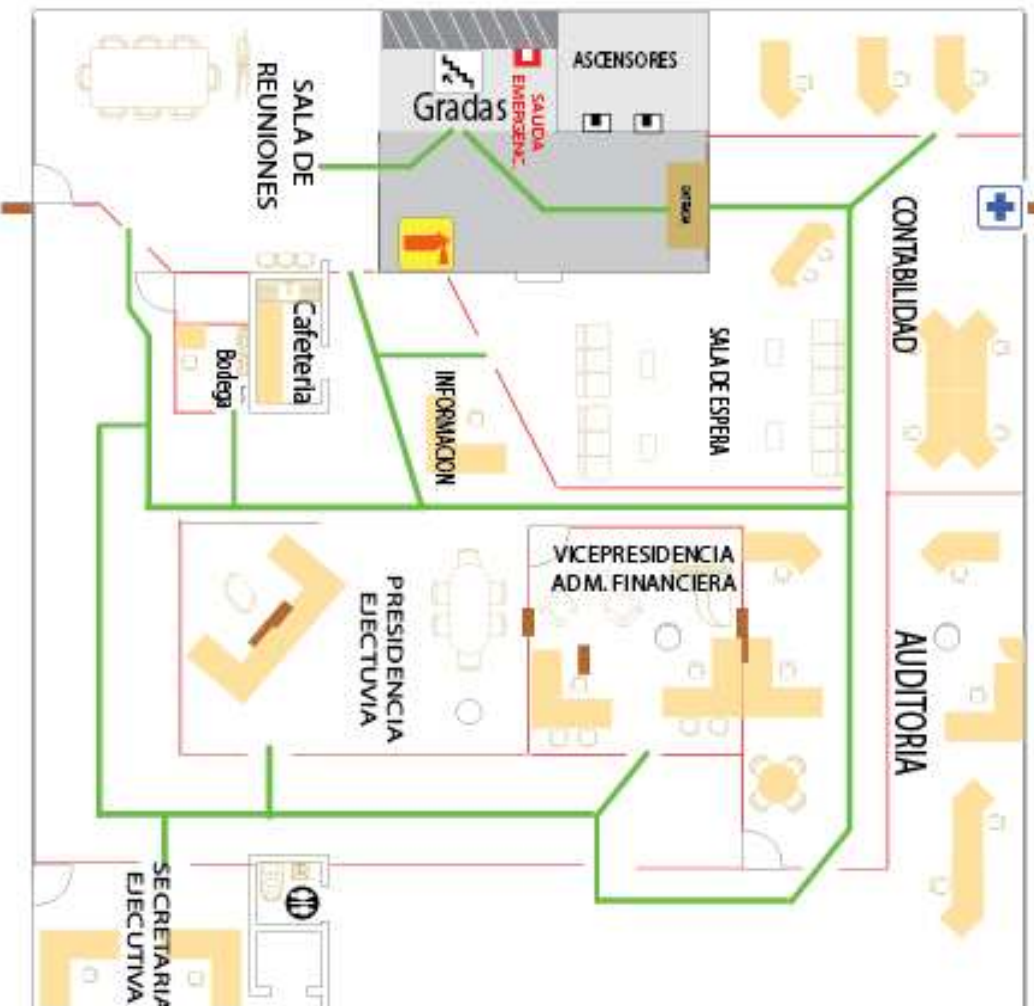 ASCENSORES
Gradas
SALIDA
EMERGENC.
SALA DE
REUNIONES
CONTABILIDAD
Cafeteria
Bodega
INFORMACION
SALA DE ESPERA
VICEPRESIDENCIA
ADM. FINANCIERA
PRESIDENCIA
EJECTUVIA
AUDITORIA
SECRETARIA
EJECUTIVA